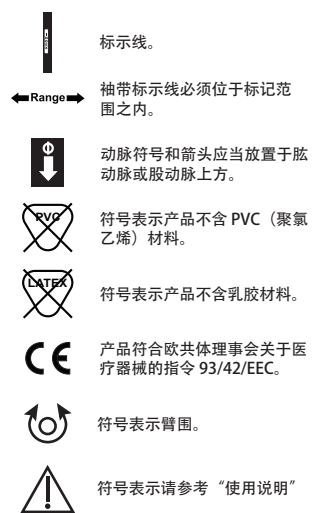 标示线。
Range
袖带标示线必须位于标记范
围之内。
Φ
动脉符号和箭头应当放置于肱
动脉或股动脉上方。
PVC
符号表示产品不含 PVC（聚氯
乙烯）材料。
LATEX
符号表示产品不含乳胶材料。
CE
产品符合欧共体理事会关于医
疗器械的指令 93/42/EEC。
符号表示臂围。
符号表示请参考“使用说明”